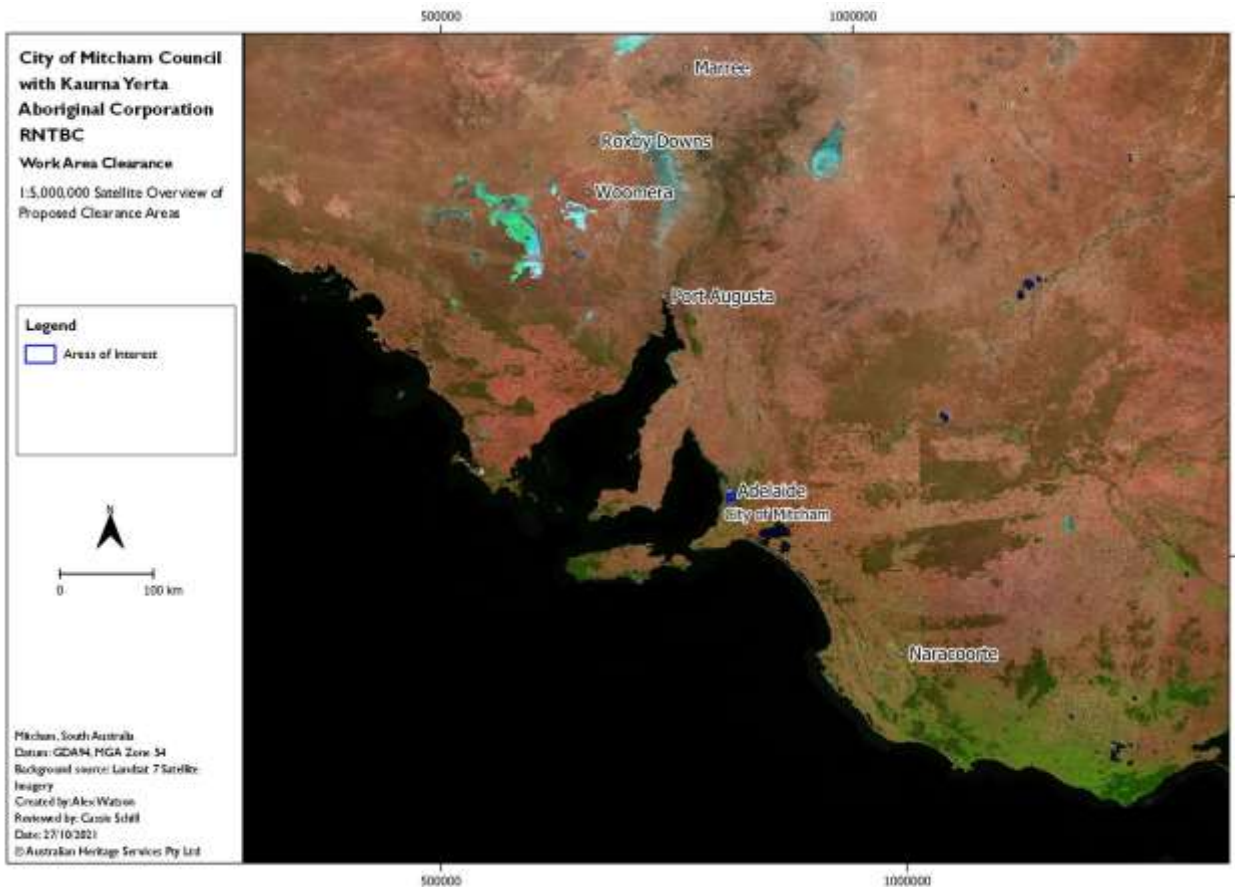 500000 1000000
City of Mitcham Council
with Kaurna Yerta
Aboriginal Corporation
RNTBC
Work Area Clearance
1:5,000,000 Satellite Overview of
Proposed Clearance Areas
Legend
Areas of Interest
N
0 100 km
Mitcham, South Australia
Datum: GDA94, MGA Zone 54
Background source: Landsat 7 Satellite
Imagery
Created by: Alex Watson
Reviewed by: Cassie Schill
Date: 27/10/2021
© Australian Heritage Services Pty Ltd
Marree
Roxby Downs
Woomera
Port Augusta
Adelaide
City of Mitcham
Naracoorte
500000 1000000